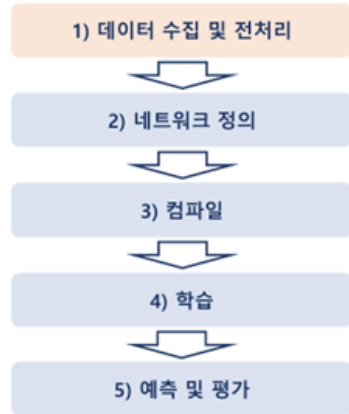 1) 데이터 수집 및 전처리
2) 네트워크 정의
3) 컴파일
4) 학습
5) 예측 및 평가